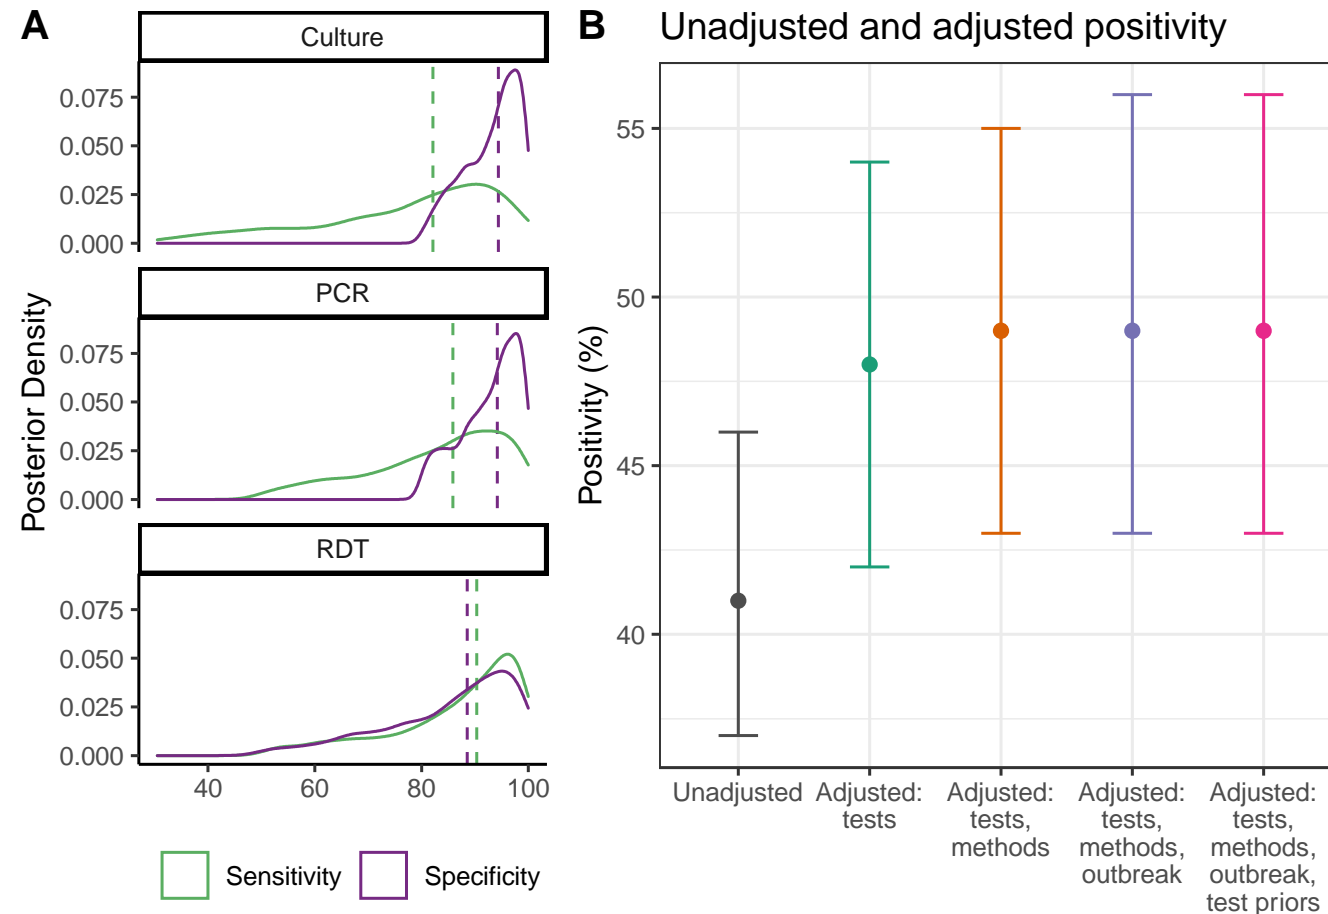 A
Culture
0.075
0.050
0.025
0.000
PCR
0.075
0.050
0.025
0.000
RDT
0.075
0.050
0.025
0.000
40 60 80 100
Posterior Density
Sensitivity Specificity
B Unadjusted and adjusted positivity
Positivity (%)
55
50
45
40
Unadjusted
Adjusted:
tests
Adjusted:
tests,
methods
Adjusted:
tests,
methods,
outbreak
Adjusted:
tests,
methods,
outbreak,
test priors